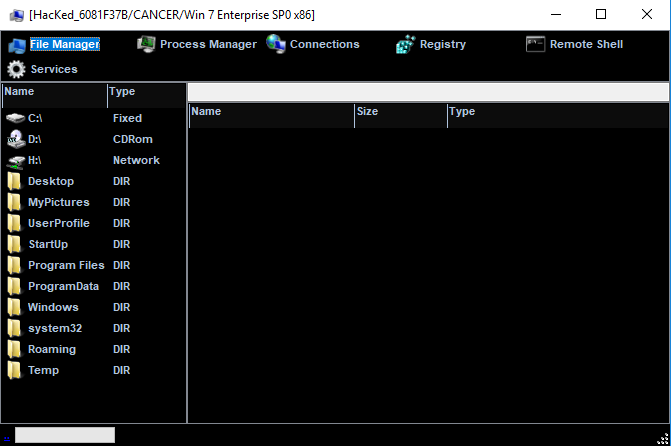 [HacKed_6081F37B/CANCER/Win 7 Enterprise SP0 x86]
File Manager Process Manager Connections Registry Remote Shell
Services
Name Type Name Size Type
C:\ Fixed
D:\ CDRom
H:\ Network
Desktop DIR
MyPictures DIR
UserProfile DIR
StartUp DIR
Program Files DIR
ProgramData DIR
Windows DIR
system32 DIR
Roaming DIR
Temp DIR